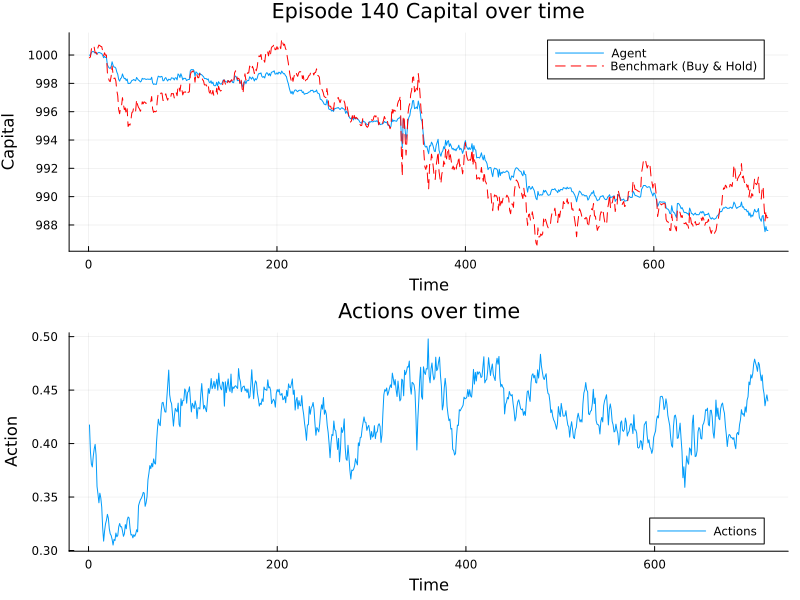 Episode 140 Capital over time
Capital
1000
998
996
994
992
990
988
Agent
Benchmark (Buy & Hold)
0
200
400
600
Time
Actions over time
Action
0.50
0.45
0.40
0.35
0.30
Actions
0
200
400
600
Time